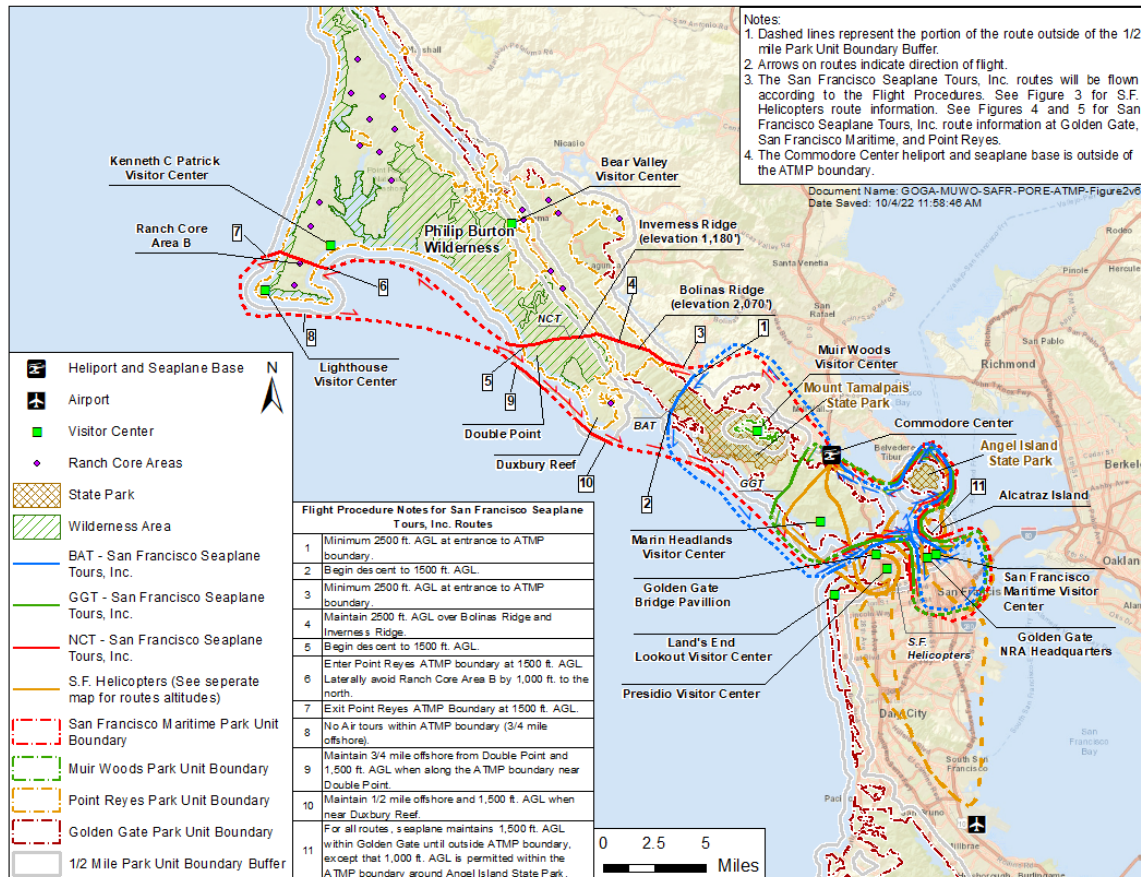 Notes:
1. Dashed lines represent the portion of the route outside of the 1/2
mile Park Unit Boundary Buffer.
2. Arrows on routes indicate direction of flight.
3. The San Francisco Seaplane Tours, Inc. routes will be flown
according to the Flight Procedures. See Figure 3 for S.F.
Helicopters route information. See Figures 4 and 5 for San
Francisco Seaplane Tours, Inc. route information at Golden Gate,
San Francisco Maritime, and Point Reyes.
4. The Commodore Center heliport and seaplane base is outside of
the ATMP boundary.
Document Name: GOGA-MUWO-SAFR-PORE-ATMP-Figure2v6
Date Saved: 10/4/22 11:58:46 AM
Marshall
Nicasio
Kenneth C Patrick
Visitor Center
Bear Valley
Visitor Center
Ranch Core
Area B
7
Philip Burton
Wilderness
Inverness Ridge
(elevation 1,180')
Santa Venetia
Rodeo
Pinole
Hercule
6
4
Bolinas Ridge
(elevation 2,070')
San
Rafael
8
NCT
3
1
Muir Woods
Visitor Center
Richmond
Lighthouse
Visitor Center
5
9
Mount Tamalpais
State Park
Double Point
BAT
Commodore Center
Belvedere
Tibur
Angel Island
State Park
Berkele
Duxbury Reef
10
2
GGT
11
Alcatraz Island
Marin Headlands
Visitor Center
Oakland
Golden Gate
Bridge Pavillion
San Francis
San Francisco
Maritime Visitor
Center
Land's End
Lookout Visitor Center
S.F.
Helicopters
Golden Gate
NRA Headquarters
Presidio Visitor Center
Daly City
San
Francisco
Bay
South San
Francisco
Pacif
San Bruno
Millbrae
Hillsborough
Burlingame
Heliport and Seaplane Base
N
Airport
Visitor Center
Ranch Core Areas
State Park
Wilderness Area
BAT - San Francisco Seaplane
Tours, Inc.
GGT - San Francisco Seaplane
Tours, Inc.
NCT - San Francisco Seaplane
Tours, Inc.
S.F. Helicopters (See seperate
map for routes altitudes)
San Francisco Maritime Park Unit
Boundary
Muir Woods Park Unit Boundary
Point Reyes Park Unit Boundary
Golden Gate Park Unit Boundary
1/2 Mile Park Unit Boundary Buffer
Flight Procedure Notes for San Francisco Seaplane
Tours, Inc. Routes
1 Minimum 2500 ft. AGL at entrance to ATMP
boundary.
2 Begin descent to 1500 ft. AGL.
3 Minimum 2500 ft. AGL at entrance to ATMP
boundary.
4 Maintain 2500 ft. AGL over Bolinas Ridge and
Inverness Ridge.
5 Begin descent to 1500 ft. AGL.
6 Enter Point Reyes ATMP boundary at 1500 ft. AGL.
Laterally avoid Ranch Core Area B by 1,000 ft. to the
north.
7 Exit Point Reyes ATMP Boundary at 1500 ft. AGL.
8 No Air tours within ATMP boundary (3/4 mile
offshore).
9 Maintain 3/4 mile offshore from Double Point and
1,500 ft. AGL when along the ATMP boundary near
Double Point.
10 Maintain 1/2 mile offshore and 1,500 ft. AGL when
near Duxbury Reef.
11 For all routes, seaplane maintains 1,500 ft. AGL
within Golden Gate until outside ATMP boundary,
except that 1,000 ft. AGL is permitted within the
ATMP boundary around Angel Island State Park.
0 2.5 5
Miles